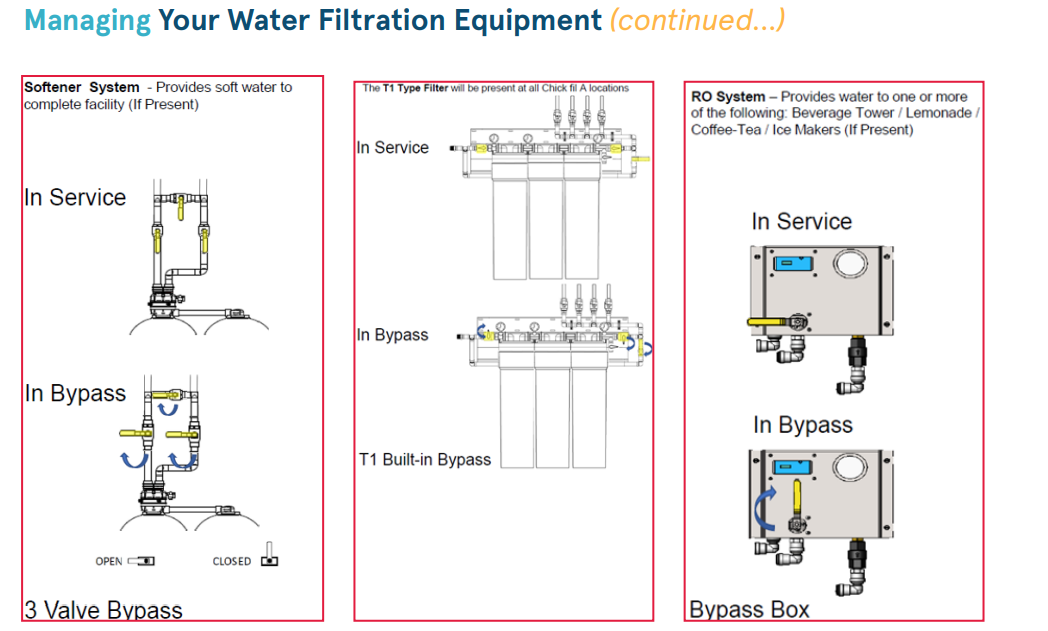 Managing Your Water Filtration Equipment (continued...)
Softener System - Provides soft water to
complete facility (If Present)
In Service
In Bypass
OPEN
CLOSED
3 Valve Bypass
The T1 Type Filter will be present at all Chick fil A locations
In Service
In Bypass
T1 Built-in Bypass
RO System – Provides water to one or more
of the following: Beverage Tower / Lemonade /
Coffee-Tea / Ice Makers (If Present)
In Service
In Bypass
Bypass Box